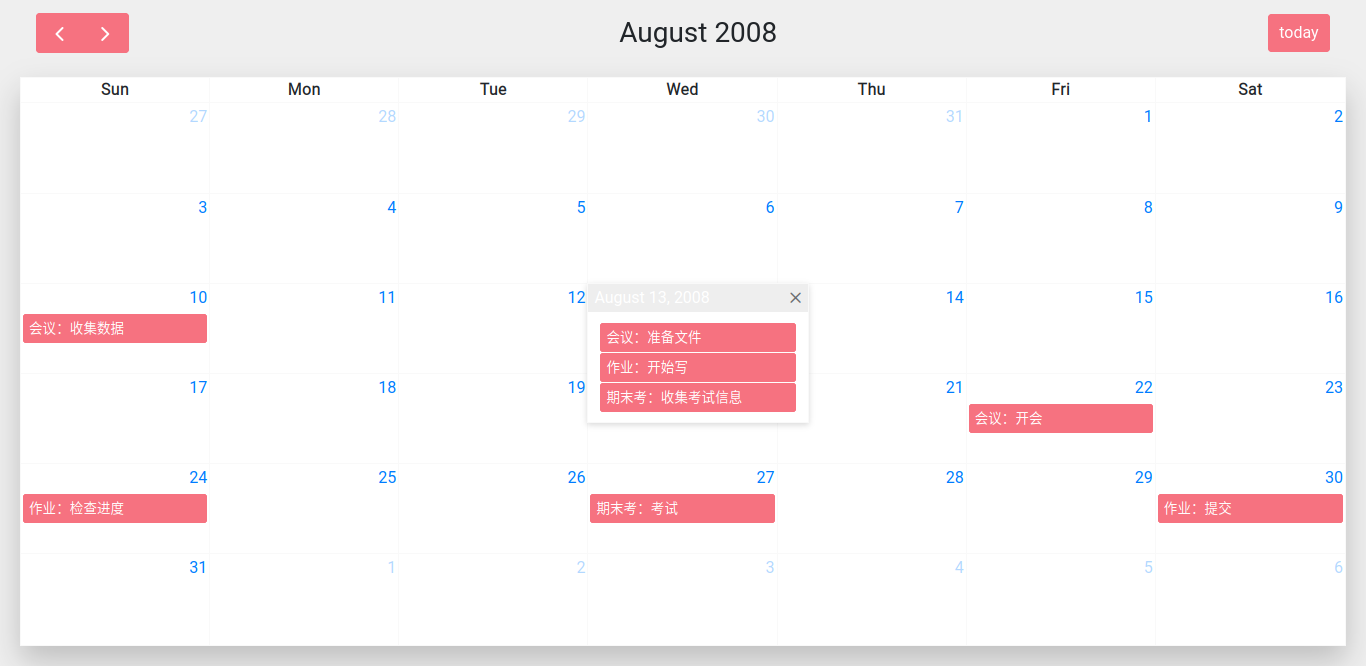 August 2008
today
Sun Mon Tue Wed Thu Fri Sat
27 28 29 30 31 1 2
3 4 5 6 7 8 9
10 11 12 14 15 16
August 13, 2008
会议：收集数据
会议：准备文件
作业：开始写
期末考：收集考试信息
17 18 19 21 22 23
会议：开会
24 25 26 27 28 29 30
作业：检查进度 期末考：考试 作业：提交
31 1 2 3 4 5 6